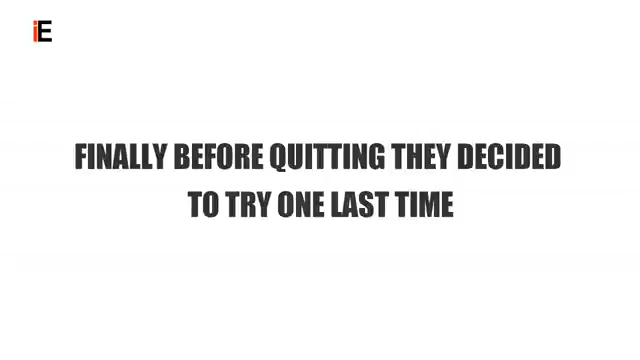 iE
FINALLY BEFORE QUITTING THEY DECIDED
TO TRY ONE LAST TIME